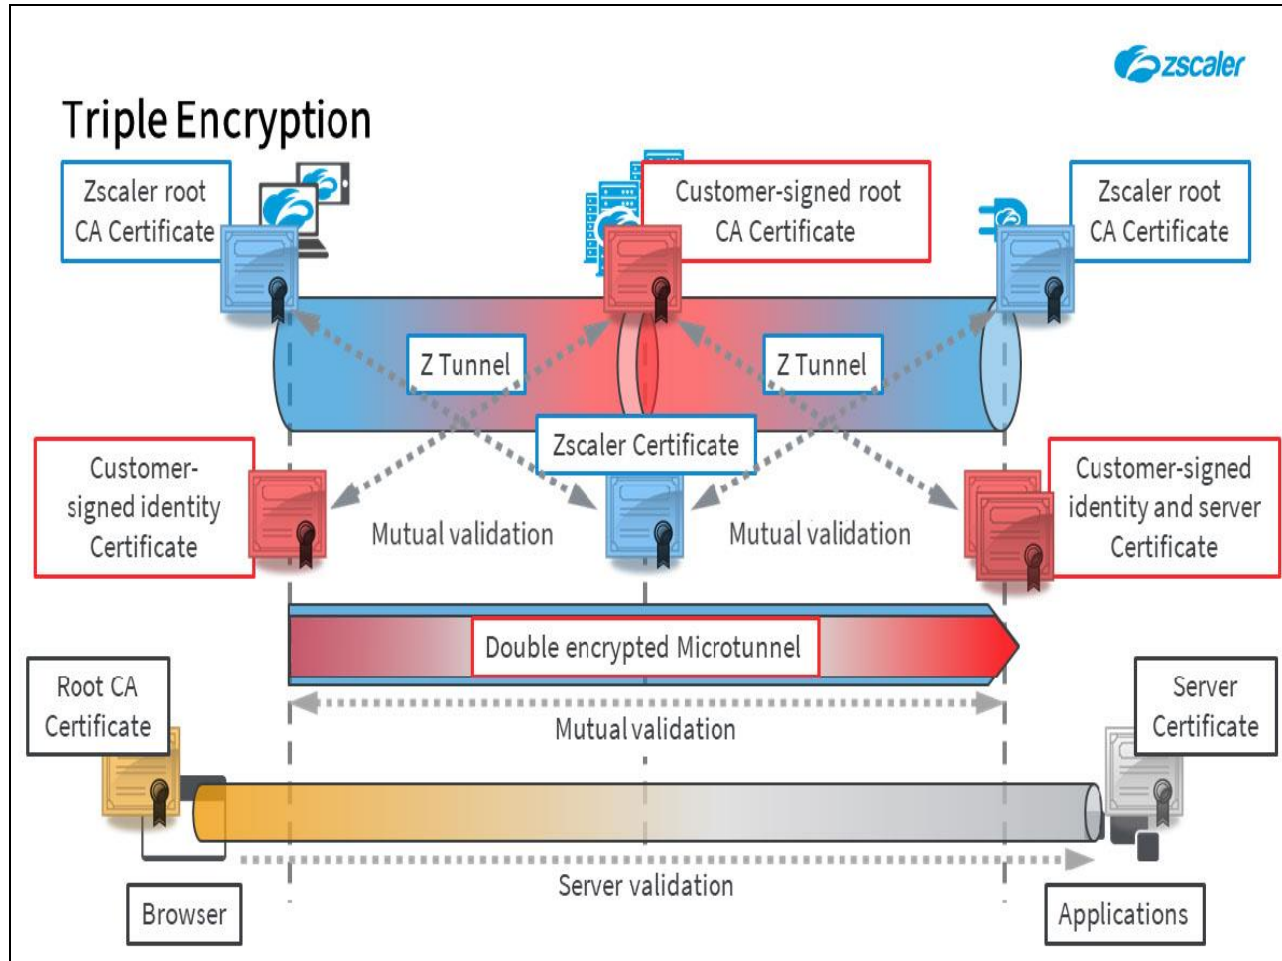 zscaler
Triple Encryption
Zscaler root
CA Certificate
Customer-signed root
CA Certificate
Zscaler root
CA Certificate
Z Tunnel
Z Tunnel
Zscaler Certificate
Customer-
signed identity
Certificate
Mutual validation
Mutual validation
Customer-signed
identity and server
Certificate
Double encrypted Microtunnel
Mutual validation
Root CA
Certificate
Server
Certificate
Server validation
Browser
Applications